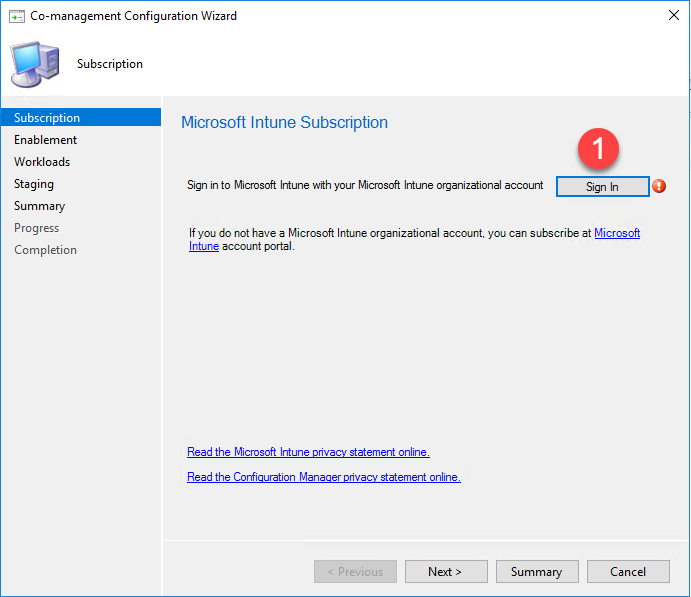 Co-management Configuration Wizard
Subscription
Subscription
Enablement
Workloads
Staging
Summary
Progress
Completion
Microsoft Intune Subscription
1
Sign in to Microsoft Intune with your Microsoft Intune organizational account
Sign In
If you do not have a Microsoft Intune organizational account, you can subscribe at Microsoft
Intune account portal.
Read the Microsoft Intune privacy statement online.
Read the Configuration Manager privacy statement online.
< Previous
Next >
Summary
Cancel